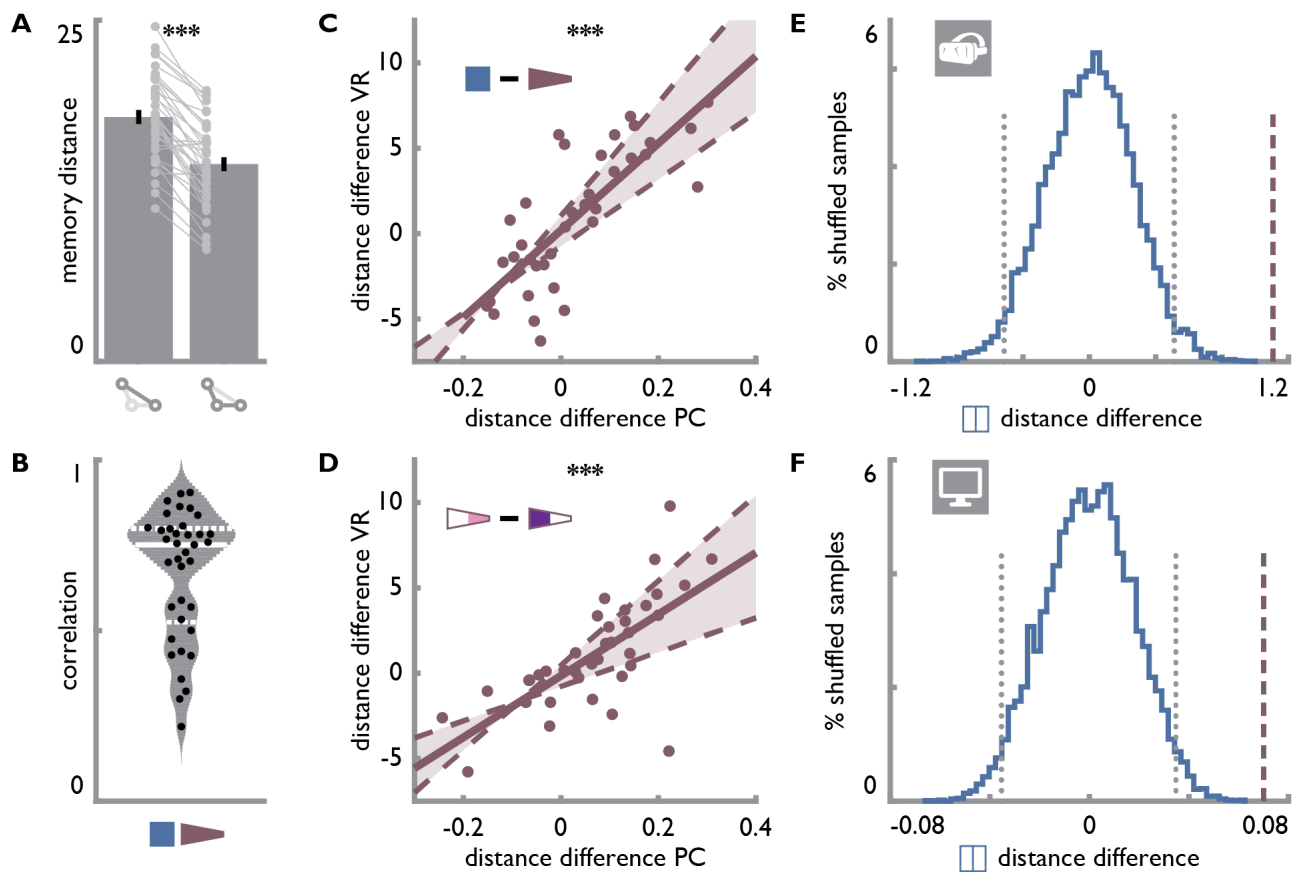 A
***
25
0
memory distance
B
1
0
correlation
C
***
10
5
0
-5
distance difference VR
-0.2 0 0.2 0.4
distance difference PC
D
***
10
5
0
-5
distance difference VR
-0.2 0 0.2 0.4
distance difference PC
E
6
0
% shuffled samples
-1.2 0 1.2
distance difference
F
6
0
% shuffled samples
-0.08 0 0.08
distance difference